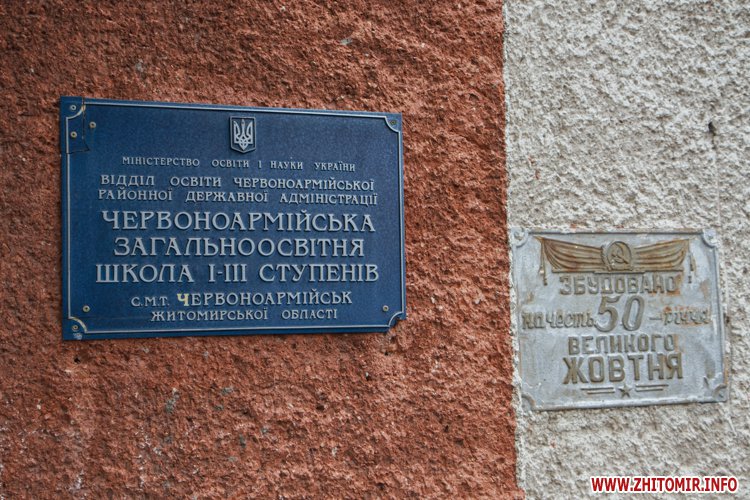 МІНІСТЕРСТВО ОСВІТИ І НАУКИ УКРАЇНИ
ВІДДІЛ ОСВІТИ ЧЕРВОНОАРМІЙСЬКОЇ
РАЙОННОЇ ДЕРЖАВНОЇ АДМІНІСТРАЦІЇ
ЧЕРВОНОАРМІЙСЬКА
ЗАГАЛЬНООСВІТНЯ
ШКОЛА І-ІІІ СТУПЕНІВ
С.М.Т. ЧЕРВОНОАРМІЙСЬК
ЖИТОМИРСЬКОЇ ОБЛАСТІ
ЗБУДОВАНО
на честь 50-річча
ВЕЛИКОГО
ЖОВТНЯ
WWW.ZHITOMIR.INFO